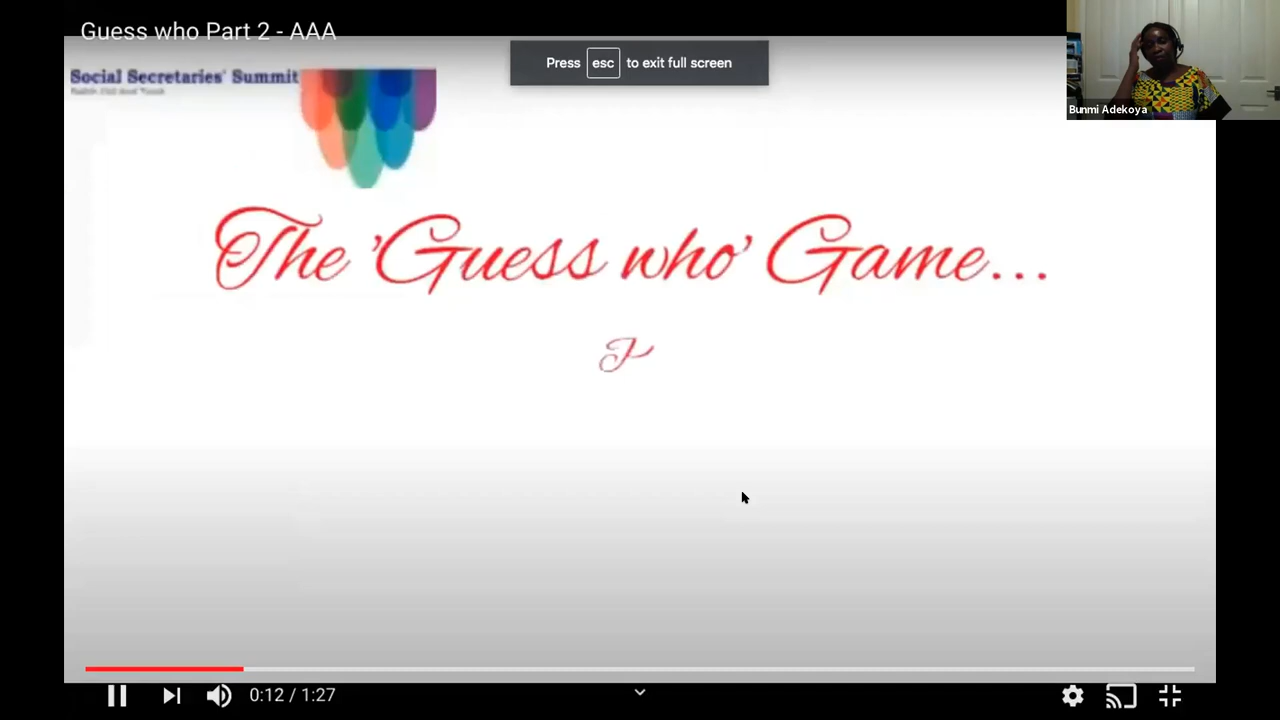 Guess who Part 2 - AAA
Social Secretaries' Summit
Press esc to exit full screen
Bunmi Adekoya
The 'Guess who' Game...
0:12 / 1:27